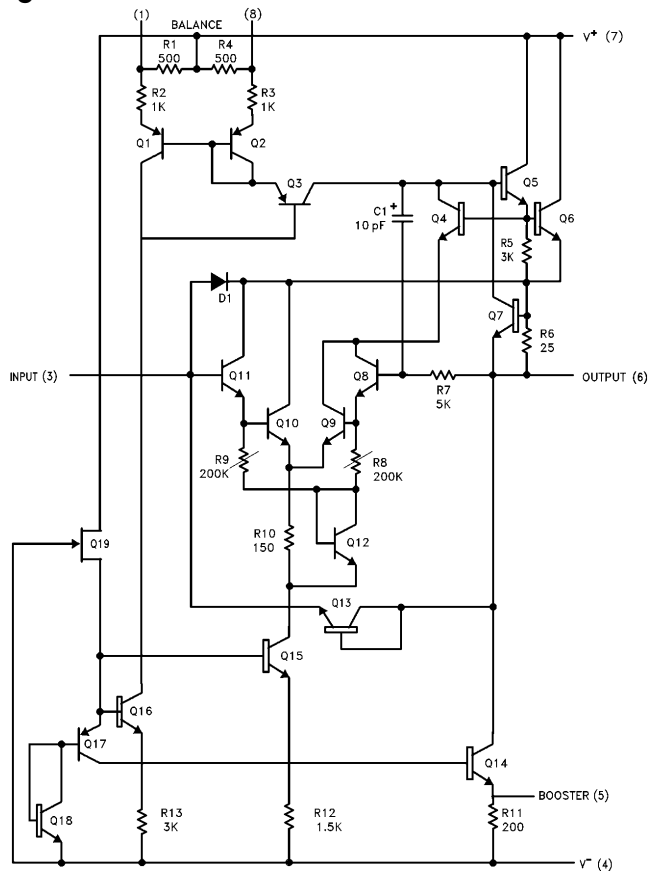 (1)
(8)
BALANCE
V+ (7)
R1
500
R4
500
R2
1K
R3
1K
Q1
Q2
Q3
Q5
C1
+
10 pF
Q4
Q6
R5
3K
D1
Q7
R6
25
INPUT (3)
Q11
Q8
R7
5K
OUTPUT (6)
Q10
Q9
R9
200K
R8
200K
R10
150
Q12
Q19
Q13
Q15
Q16
Q17
Q14
BOOSTER (5)
Q18
R13
3K
R12
1.5K
R11
200
V− (4)